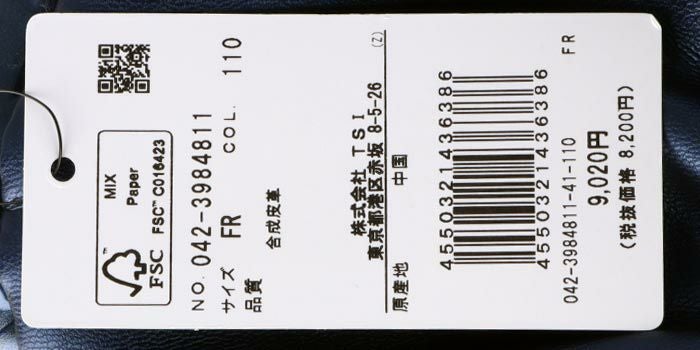 MIX
Paper
FSC™ C016423
FSC
NO. 042-3984811
COL. 110
サイズ FR
品質
合成皮革
株式会社 TSI
東京都港区赤坂 8-5-26
(Z)
原産地 中国
4550321436386
4550321436386
FR
042-3984811-41-110
9,020円
(税抜価格 8,200円)